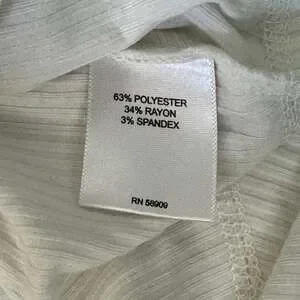 63% POLYESTER
34% RAYON
3% SPANDEX
RN 58909